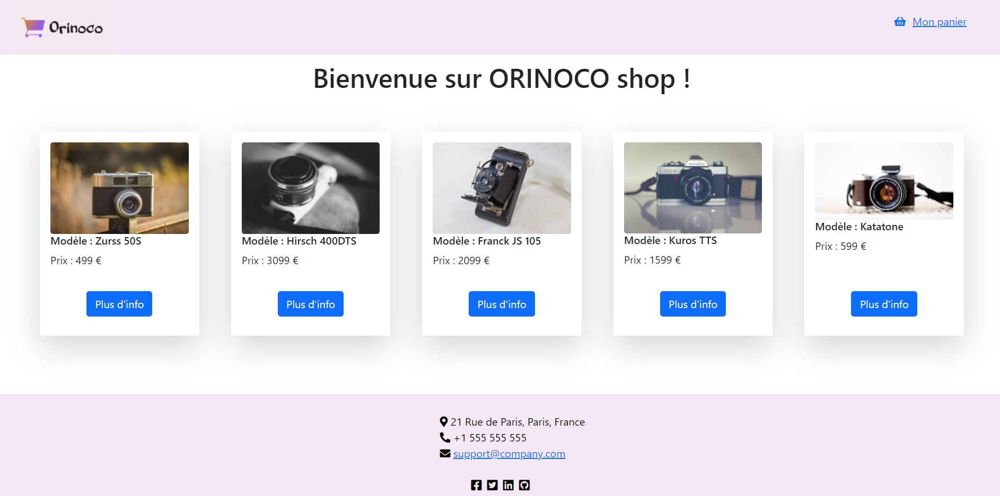 Orinoco
Mon panier
Bienvenue sur ORINOCO shop !
minolta
Modèle : Zurss 50S
Prix : 499 €
Plus d'info
Modèle : Hirsch 400DTS
Prix : 3099 €
Plus d'info
Modèle : Franck JS 105
Prix : 2099 €
Plus d'info
Modèle : Kuros TTS
Prix : 1599 €
Plus d'info
Modèle : Katatone
Prix : 599 €
Plus d'info
21 Rue de Paris, Paris, France
+1 555 555 555
support@company.com